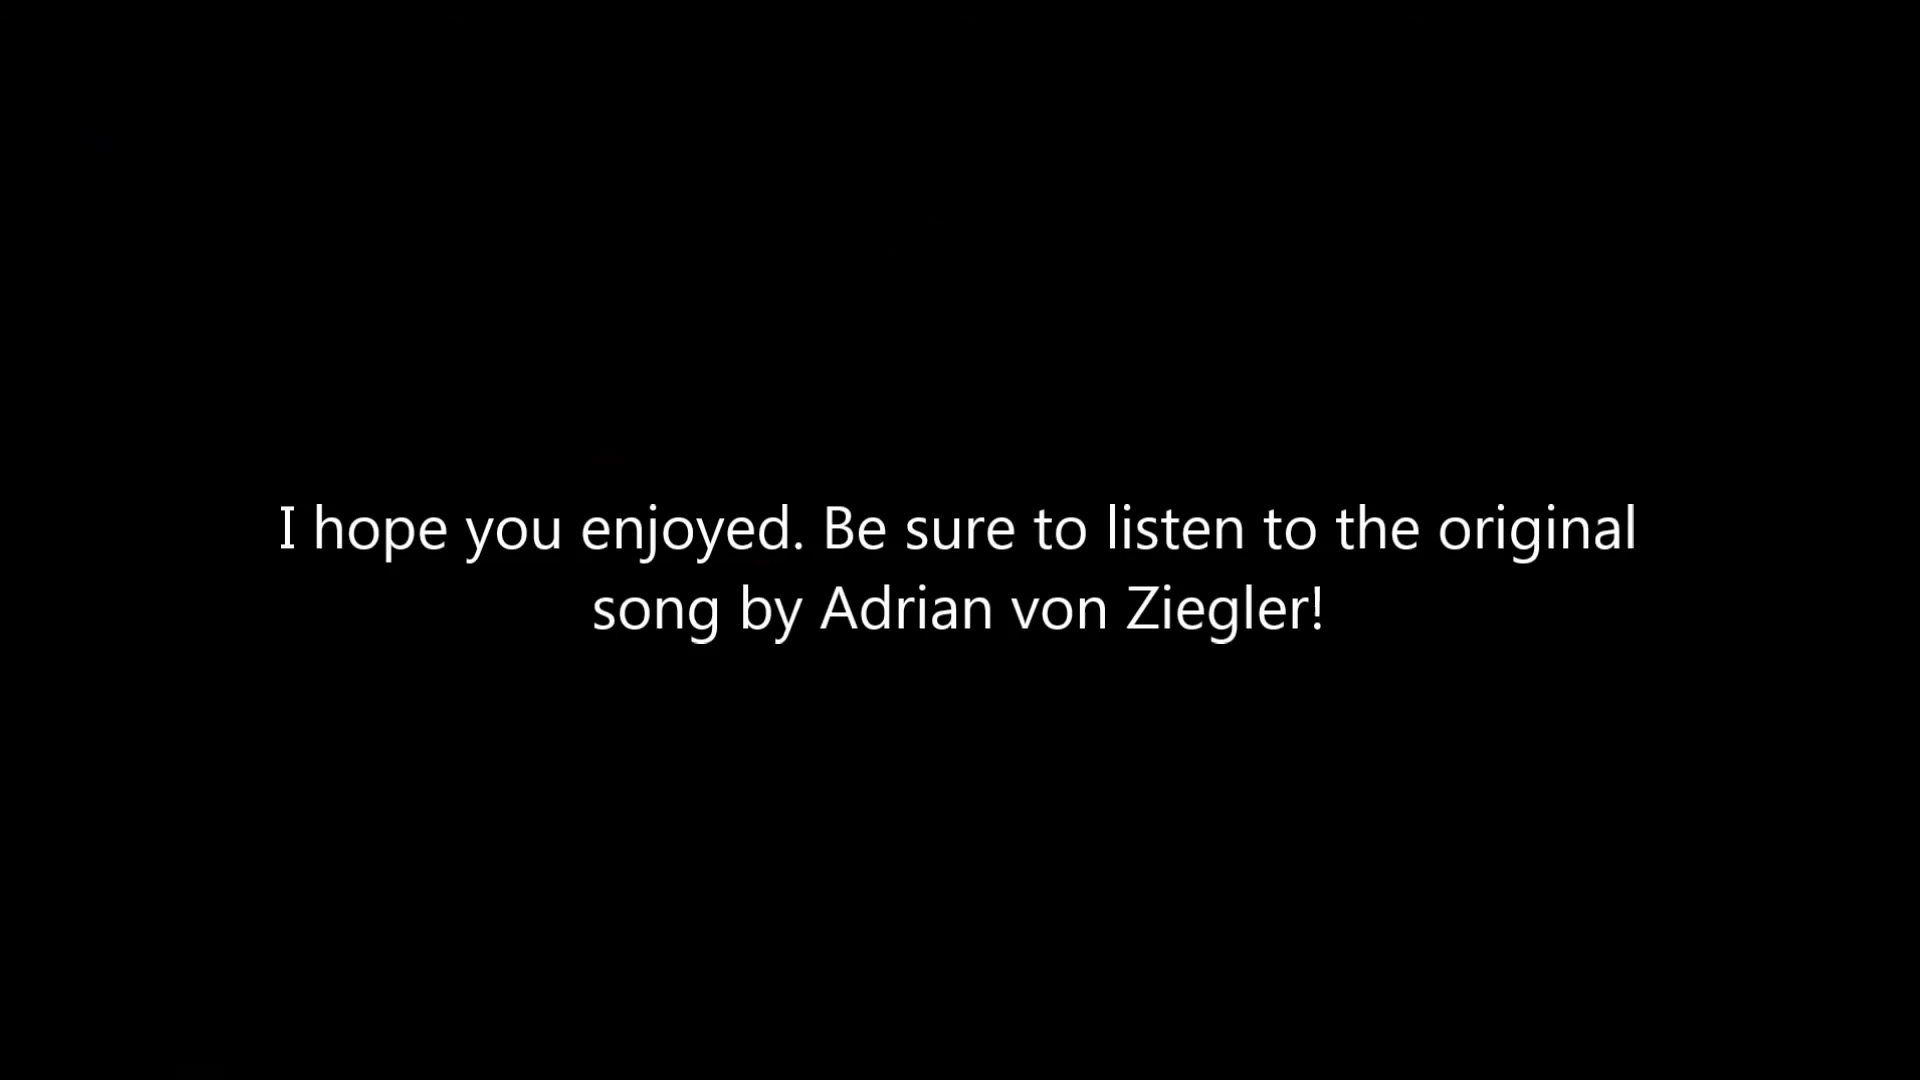 I hope you enjoyed. Be sure to listen to the original
song by Adrian von Ziegler!